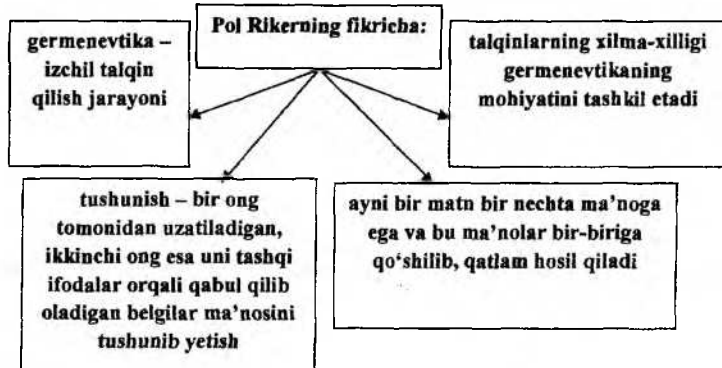 Pol Rikerning fikricha:
germenevtika –
izchil talqin
qilish jarayoni
talqinlarning xilma-xilligi
germenevtikaning
mohiyatini tashkil etadi
tushunish – bir ong
tomonidan uzatiladigan,
ikkinchi ong esa uni tashqi
ifodalar orqali qabul qilib
oladigan belgilar ma’nosini
tushunib yetish
ayni bir matn bir nechta ma’noga
ega va bu ma’nolar bir-biriga
qo‘shilib, qatlam hosil qiladi